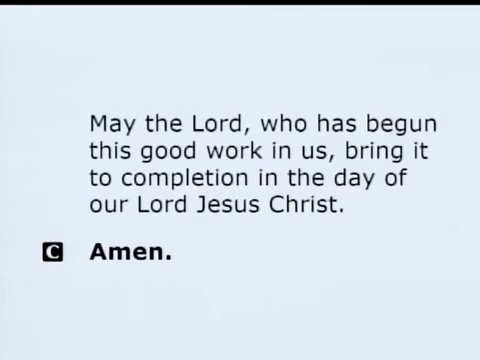 May the Lord, who has begun
this good work in us, bring it
to completion in the day of
our Lord Jesus Christ.
C Amen.